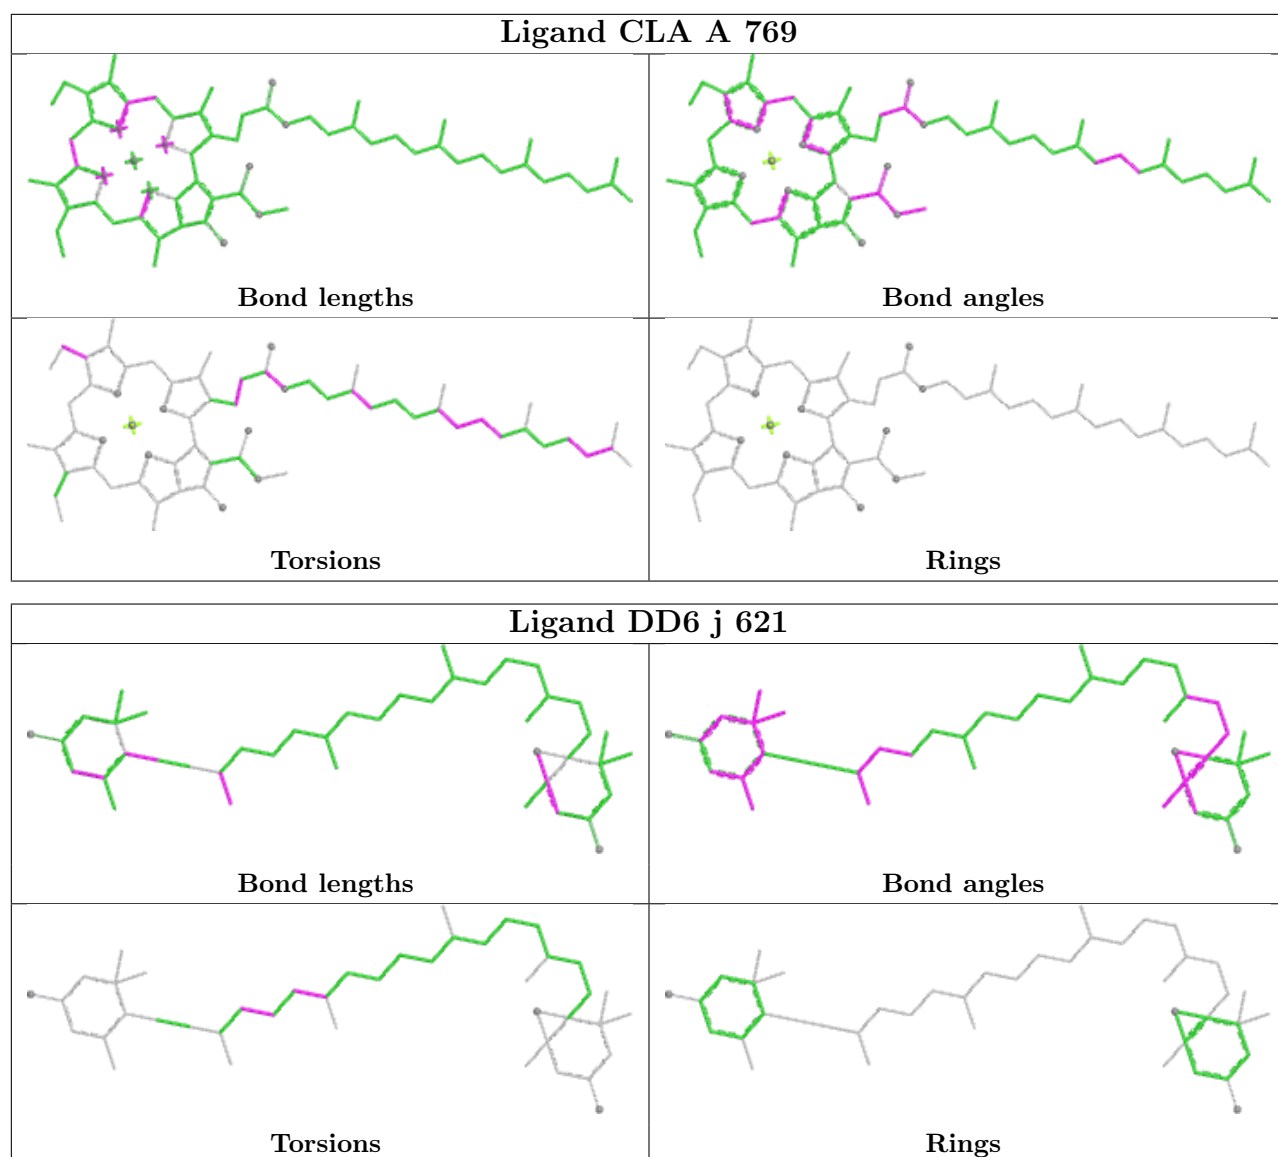 Ligand CLA A 769
Bond lengths
Bond angles
Torsions
Rings
Ligand DD6 j 621
Bond lengths
Bond angles
Torsions
Rings